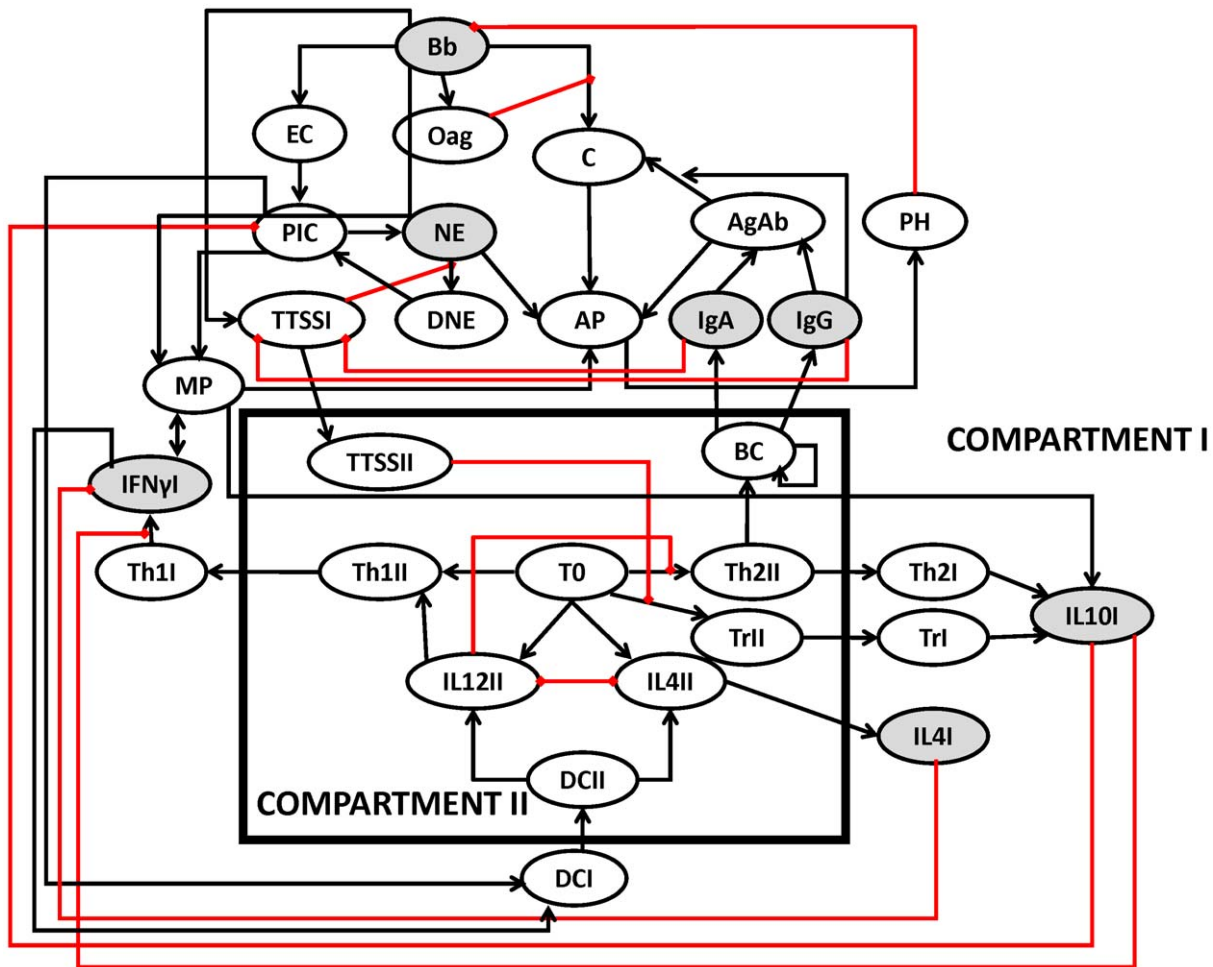 Bb
EC
Oag
C
PIC
NE
AgAb
PH
TTSSI
DNE
AP
IgA
IgG
MP
BC
COMPARTMENT I
TTSSII
IFNγI
Th1I
Th1II
T0
Th2II
Th2I
IL10I
TrII
TrI
IL12II
IL4II
IL4I
DCII
COMPARTMENT II
DCI